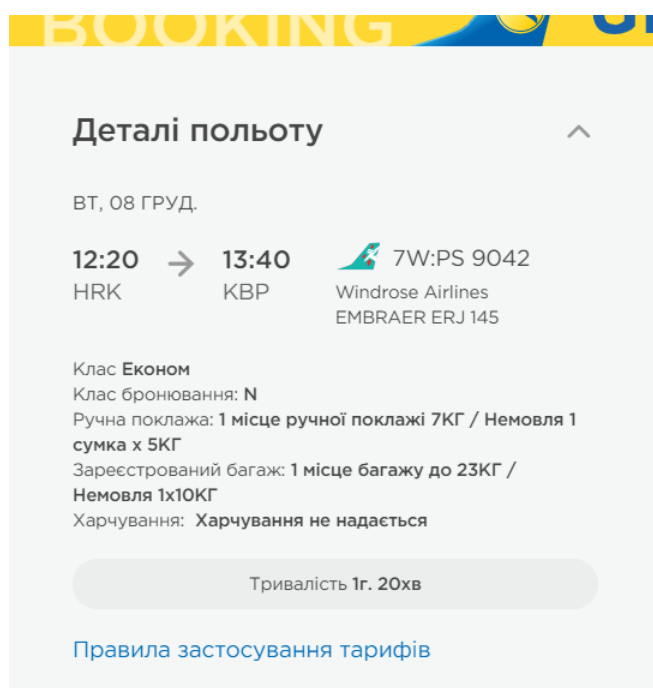 BOOKING
Деталі польоту
ВТ, 08 ГРУД.
12:20 → 13:40 7W:PS 9042
HRK KBP Windrose Airlines
EMBRAER ERJ 145
Клас Економ
Клас бронювання: N
Ручна поклажа: 1 місце ручної поклажі 7КГ / Немовля 1
сумка x 5КГ
Зареєстрований багаж: 1 місце багажу до 23КГ /
Немовля 1x10КГ
Харчування: Харчування не надається
Тривалість 1г. 20хв
Правила застосування тарифів